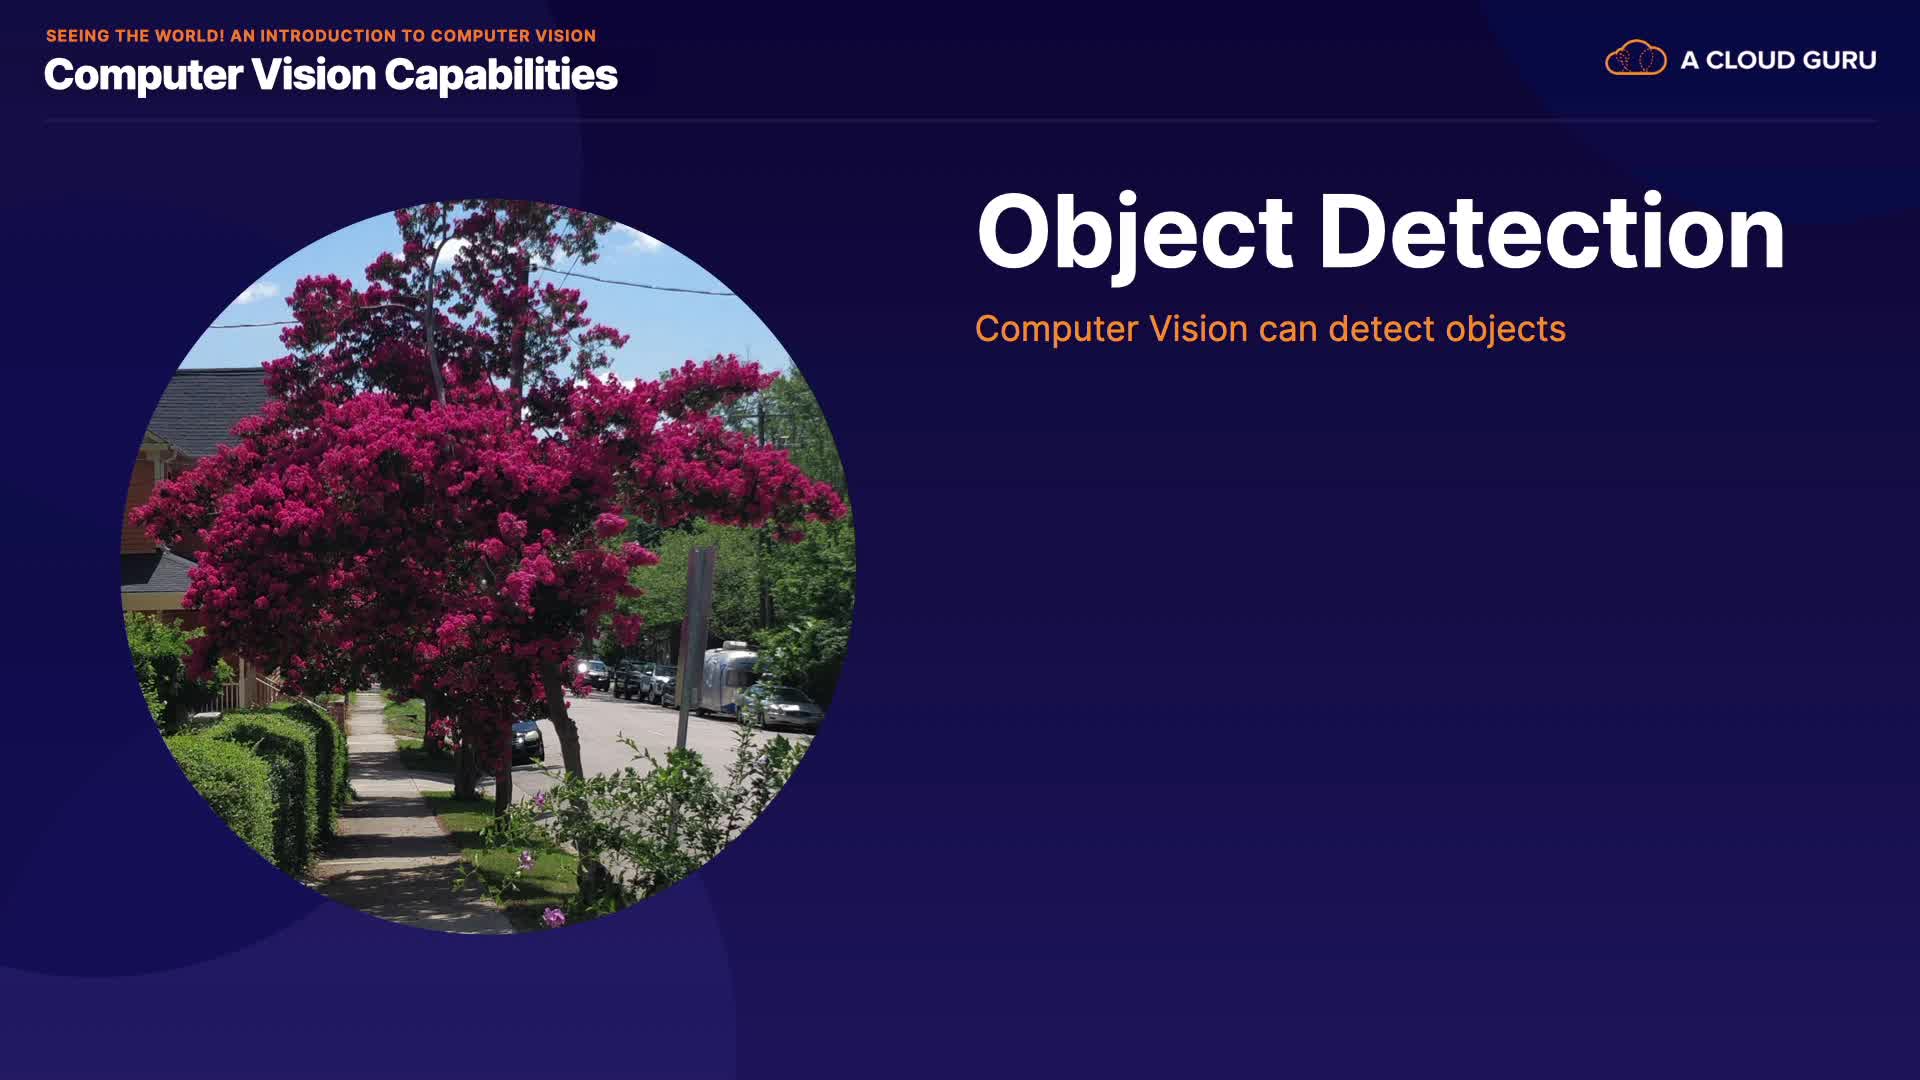 SEEING THE WORLD! AN INTRODUCTION TO COMPUTER VISION
Computer Vision Capabilities
A CLOUD GURU
Object Detection
Computer Vision can detect objects